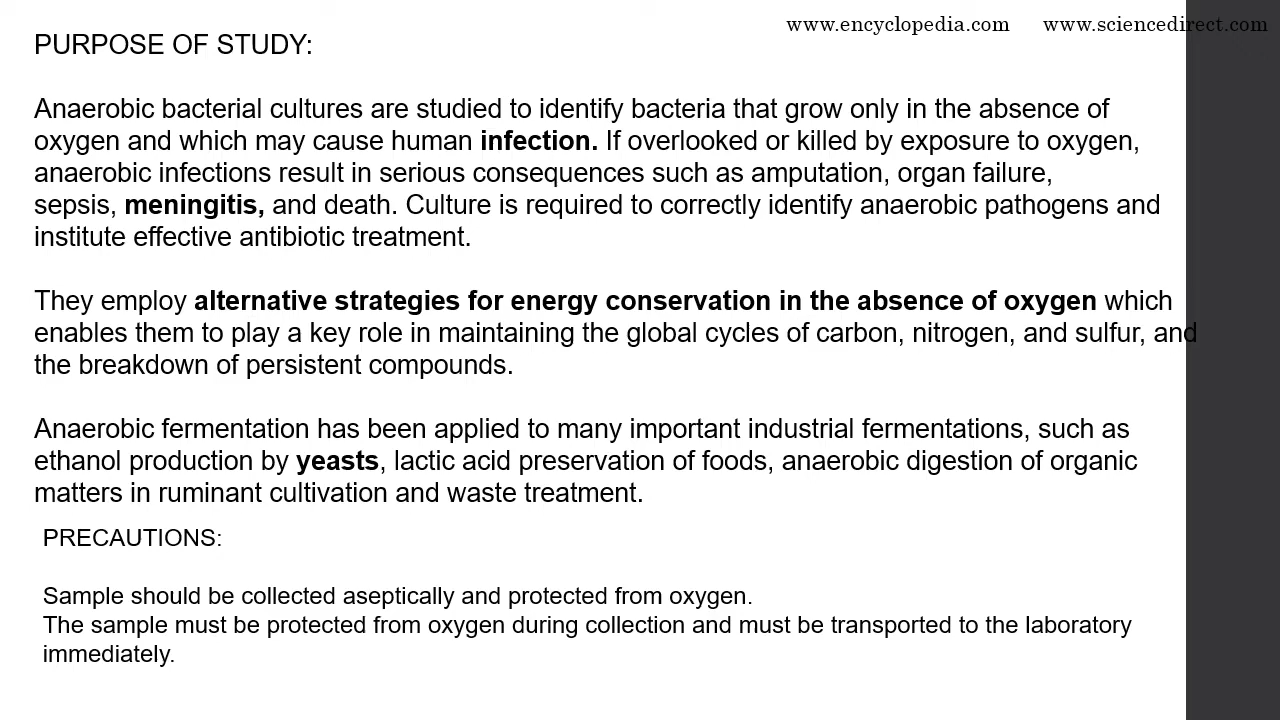 www.encyclopedia.com www.sciencedirect.com
PURPOSE OF STUDY:
Anaerobic bacterial cultures are studied to identify bacteria that grow only in the absence of
oxygen and which may cause human infection. If overlooked or killed by exposure to oxygen,
anaerobic infections result in serious consequences such as amputation, organ failure,
sepsis, meningitis, and death. Culture is required to correctly identify anaerobic pathogens and
institute effective antibiotic treatment.
They employ alternative strategies for energy conservation in the absence of oxygen which
enables them to play a key role in maintaining the global cycles of carbon, nitrogen, and sulfur, and
the breakdown of persistent compounds.
Anaerobic fermentation has been applied to many important industrial fermentations, such as
ethanol production by yeasts, lactic acid preservation of foods, anaerobic digestion of organic
matters in ruminant cultivation and waste treatment.
PRECAUTIONS:
Sample should be collected aseptically and protected from oxygen.
The sample must be protected from oxygen during collection and must be transported to the laboratory
immediately.